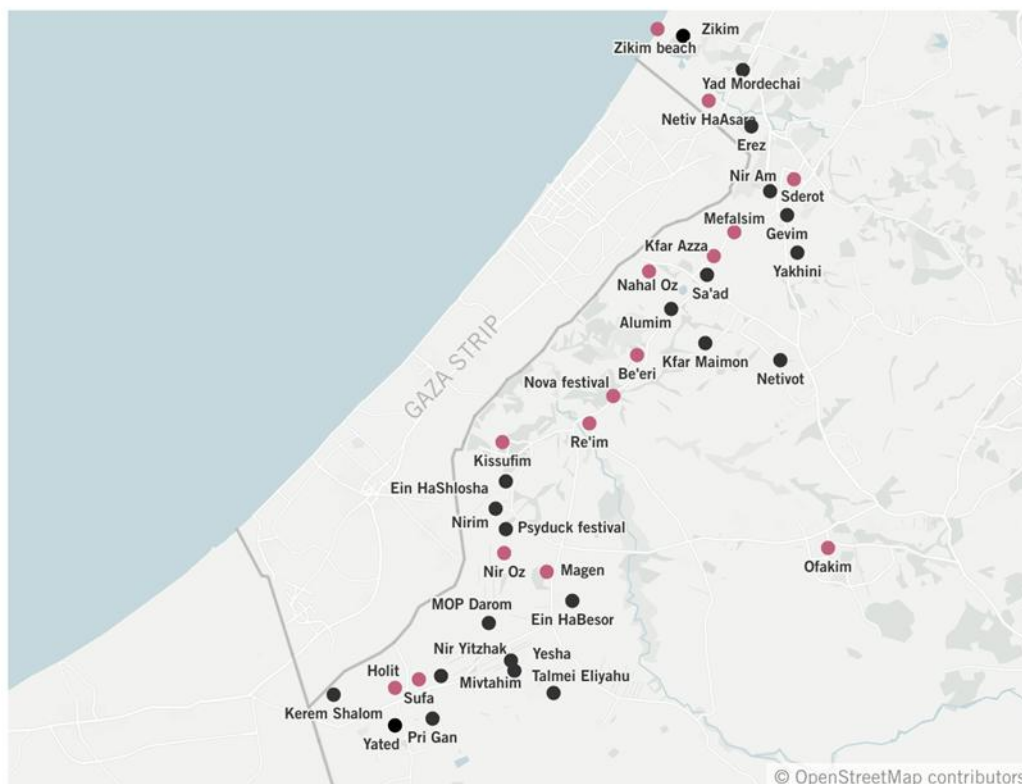 Zikim
Zikim beach
Yad Mordechai
Netiv HaAsara
Erez
Nir Am
Sderot
Mefalsim
Gevim
Kfar Azza
Yakhini
Nahal Oz
Sa'ad
Alumim
Kfar Maimon
Be'eri
Netivot
Nova festival
GAZA STRIP
Re'im
Kissufim
Ein HaShlosha
Nirim
Psyduck festival
Ofakim
Nir Oz
Magen
MOP Darom
Ein HaBesor
Nir Yitzhak
Yesha
Holit
Mivtahim
Talmei Eliyahu
Sufa
Kerem Shalom
Yated
Pri Gan
© OpenStreetMap contributors